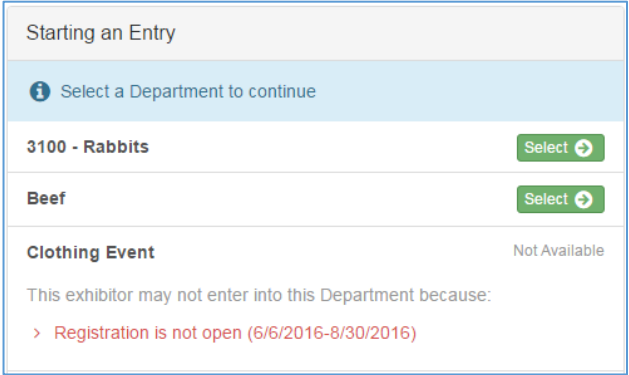 Starting an Entry
Select a Department to continue
3100 - Rabbits Select
Beef Select
Clothing Event Not Available
This exhibitor may not enter into this Department because:
> Registration is not open (6/6/2016-8/30/2016)